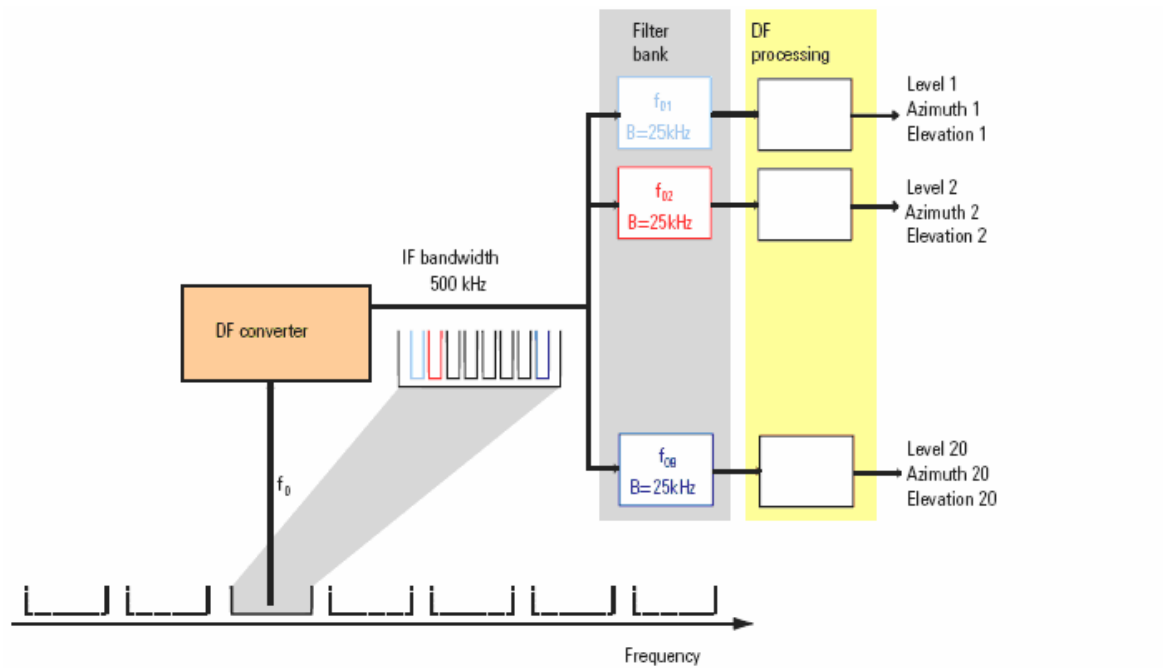 Filter
bank
DF
processing
f01
B=25kHz
Level 1
Azimuth 1
Elevation 1
f02
B=25kHz
Level 2
Azimuth 2
Elevation 2
IF bandwidth
500 kHz
DF converter
f0B
B=25kHz
Level 20
Azimuth 20
Elevation 20
f0
Frequency